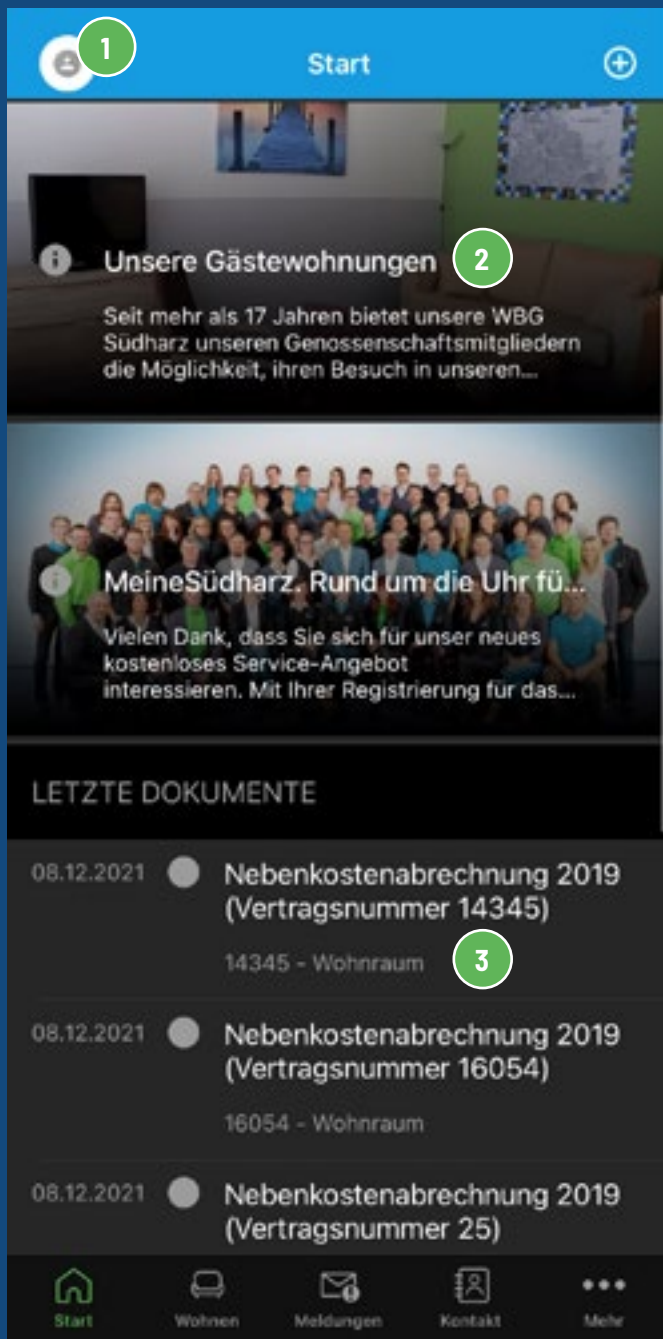 1
Start
Unsere Gästewohnungen 2
Seit mehr als 17 Jahren bietet unsere WBG
Südharz unseren Genossenschaftsmitgliedern
die Möglichkeit, ihren Besuch in unseren...
MeineSüdharz. Rund um die Uhr fü...
Vielen Dank, dass Sie sich für unser neues
kostenloses Service-Angebot
interessieren. Mit Ihrer Registrierung für das...
LETZTE DOKUMENTE
08.12.2021 Nebenkostenabrechnung 2019
(Vertragsnummer 14345)
14345 - Wohnraum 3
08.12.2021 Nebenkostenabrechnung 2019
(Vertragsnummer 16054)
16054 - Wohnraum
08.12.2021 Nebenkostenabrechnung 2019
(Vertragsnummer 25)
Start Wohnen Meldungen Kontakt Mehr